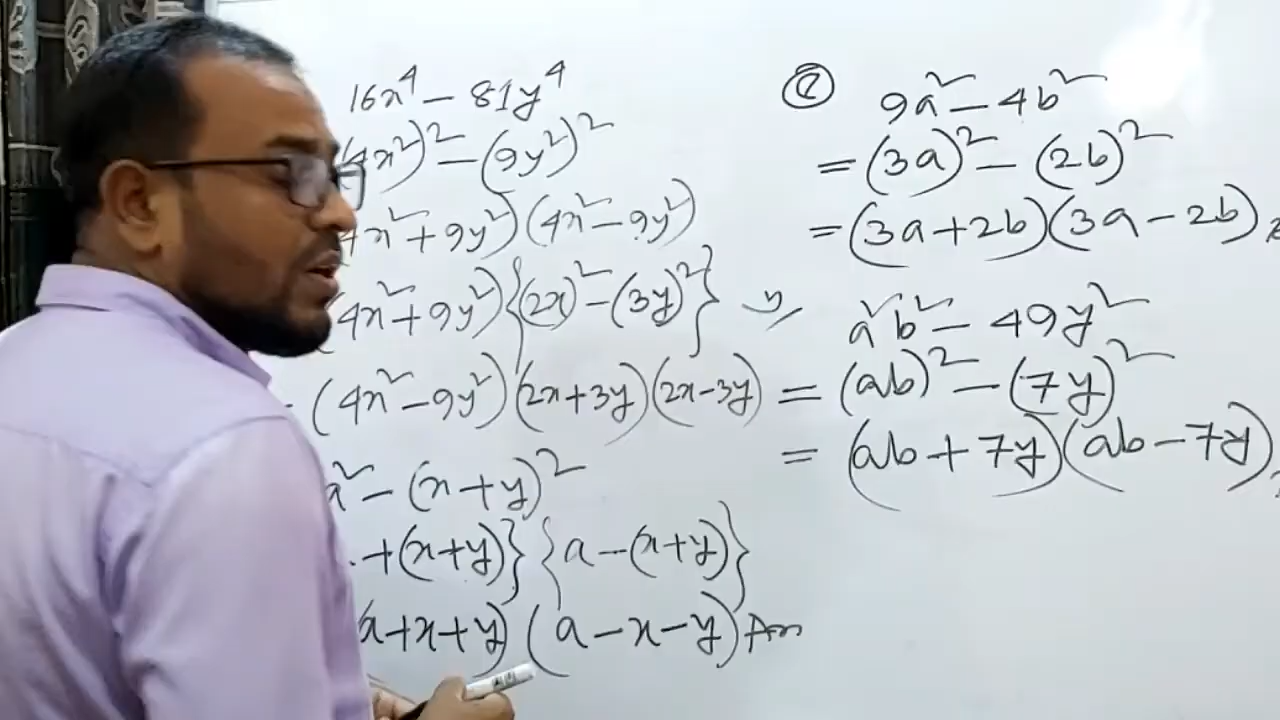 16x⁴ - 81y⁴
4x²)² - (9y²)²
4x² + 9y²)(4x² - 9y²)
(4x² + 9y²){(2x)² - (3y)²}
(4x² - 9y²)(2x + 3y)(2x - 3y)
a² - (x + y)²
+ (x + y)}{a - (x + y)}
(a + x + y)(a - x - y) Ans
9a² - 4b²
= (3a)² - (2b)²
= (3a + 2b)(3a - 2b)
a²b² - 49y²
= (ab)² - (7y)²
= (ab + 7y)(ab - 7y)